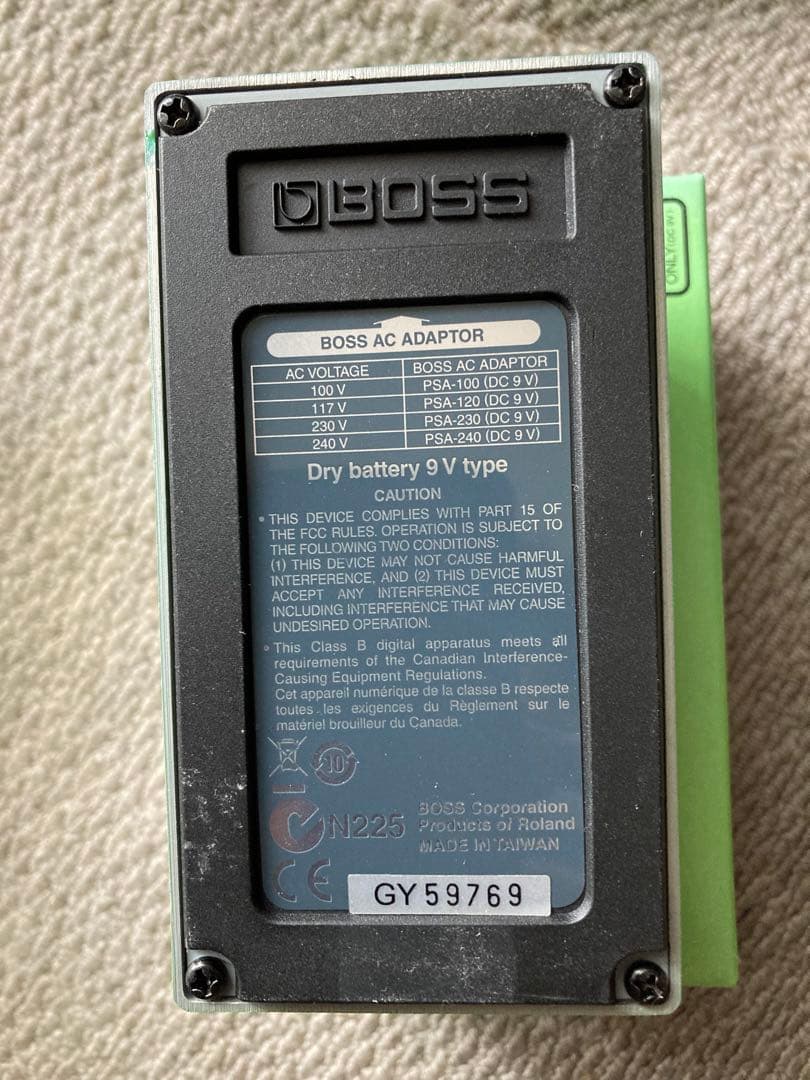 BOSS
ONLY (DC 9V)
BOSS AC ADAPTOR
AC VOLTAGE BOSS AC ADAPTOR
100 V PSA-100 (DC 9 V)
117 V PSA-120 (DC 9 V)
230 V PSA-230 (DC 9 V)
240 V PSA-240 (DC 9 V)
Dry battery 9 V type
CAUTION
• THIS DEVICE COMPLIES WITH PART 15 OF
THE FCC RULES. OPERATION IS SUBJECT TO
THE FOLLOWING TWO CONDITIONS:
(1) THIS DEVICE MAY NOT CAUSE HARMFUL
INTERFERENCE, AND (2) THIS DEVICE MUST
ACCEPT ANY INTERFERENCE RECEIVED,
INCLUDING INTERFERENCE THAT MAY CAUSE
UNDESIRED OPERATION.
• This Class B digital apparatus meets all
requirements of the Canadian Interference-
Causing Equipment Regulations.
Cet appareil numérique de la classe B respecte
toutes les exigences du Règlement sur le
matériel brouilleur du Canada.
10
N225
BOSS Corporation
Products of Roland
MADE IN TAIWAN
CE
GY59769